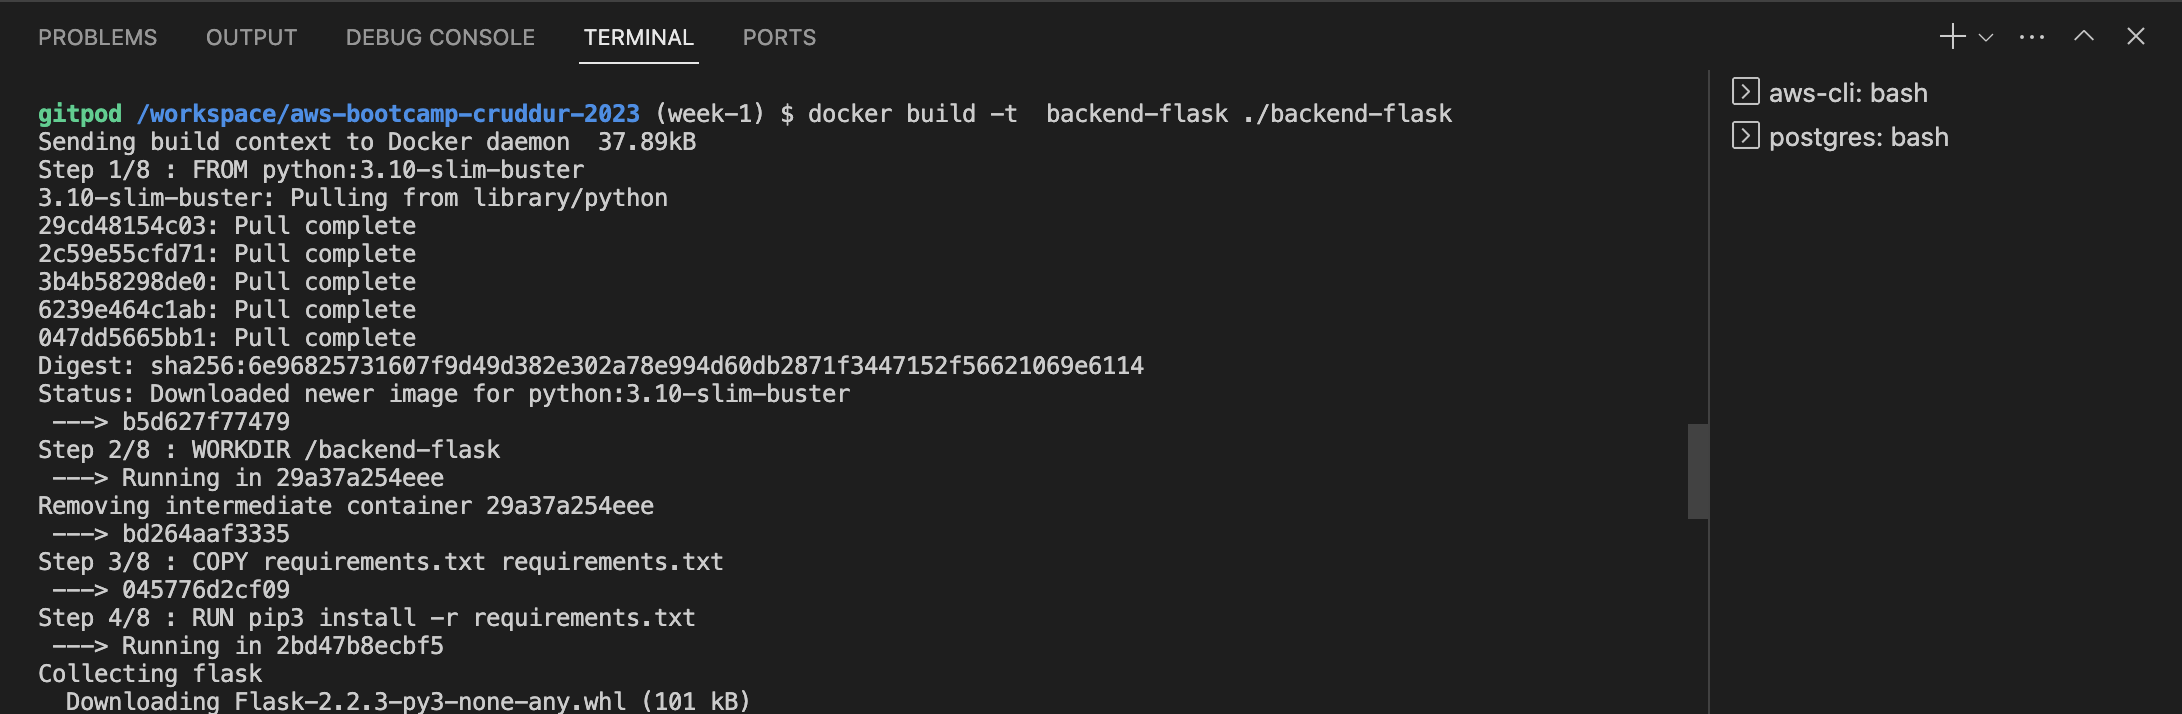 PROBLEMS OUTPUT DEBUG CONSOLE TERMINAL PORTS
gitpod /workspace/aws-bootcamp-cruddur-2023 (week-1) $ docker build -t  backend-flask ./backend-flask
Sending build context to Docker daemon  37.89kB
Step 1/8 : FROM python:3.10-slim-buster
3.10-slim-buster: Pulling from library/python
29cd48154c03: Pull complete
2c59e55cfd71: Pull complete
3b4b58298de0: Pull complete
6239e464c1ab: Pull complete
047dd5665bb1: Pull complete
Digest: sha256:6e96825731607f9d49d382e302a78e994d60db2871f3447152f56621069e6114
Status: Downloaded newer image for python:3.10-slim-buster
 ---> b5d627f77479
Step 2/8 : WORKDIR /backend-flask
 ---> Running in 29a37a254eee
Removing intermediate container 29a37a254eee
 ---> bd264aaf3335
Step 3/8 : COPY requirements.txt requirements.txt
 ---> 045776d2cf09
Step 4/8 : RUN pip3 install -r requirements.txt
 ---> Running in 2bd47b8ecbf5
Collecting flask
  Downloading Flask-2.2.3-py3-none-any.whl (101 kB)
aws-cli: bash
postgres: bash